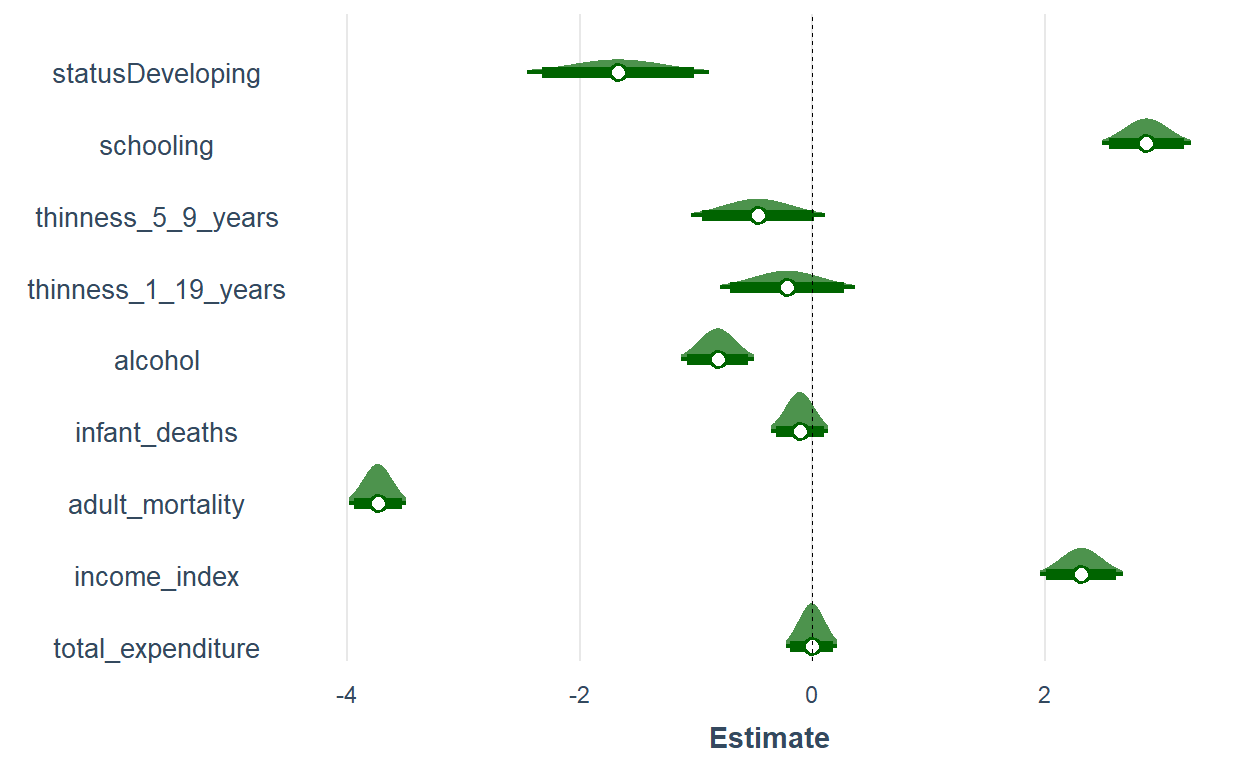 statusDeveloping
schooling
thinness_5_9_years
thinness_1_19_years
alcohol
infant_deaths
adult_mortality
income_index
total_expenditure
-4 -2 0 2
Estimate